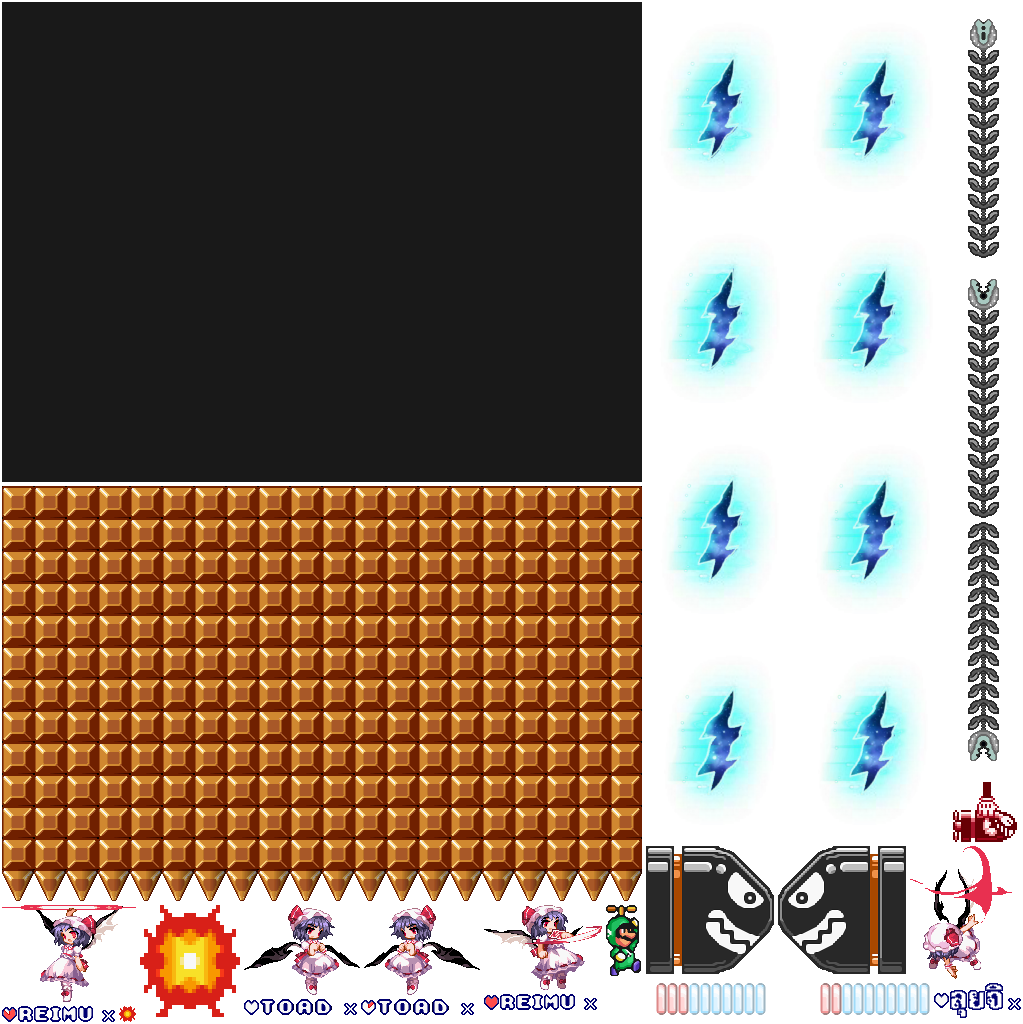 ♥REIMU ×
♥TOAD ×
♥TOAD ×
♥REIMU ×
♥ลุยจิ ×